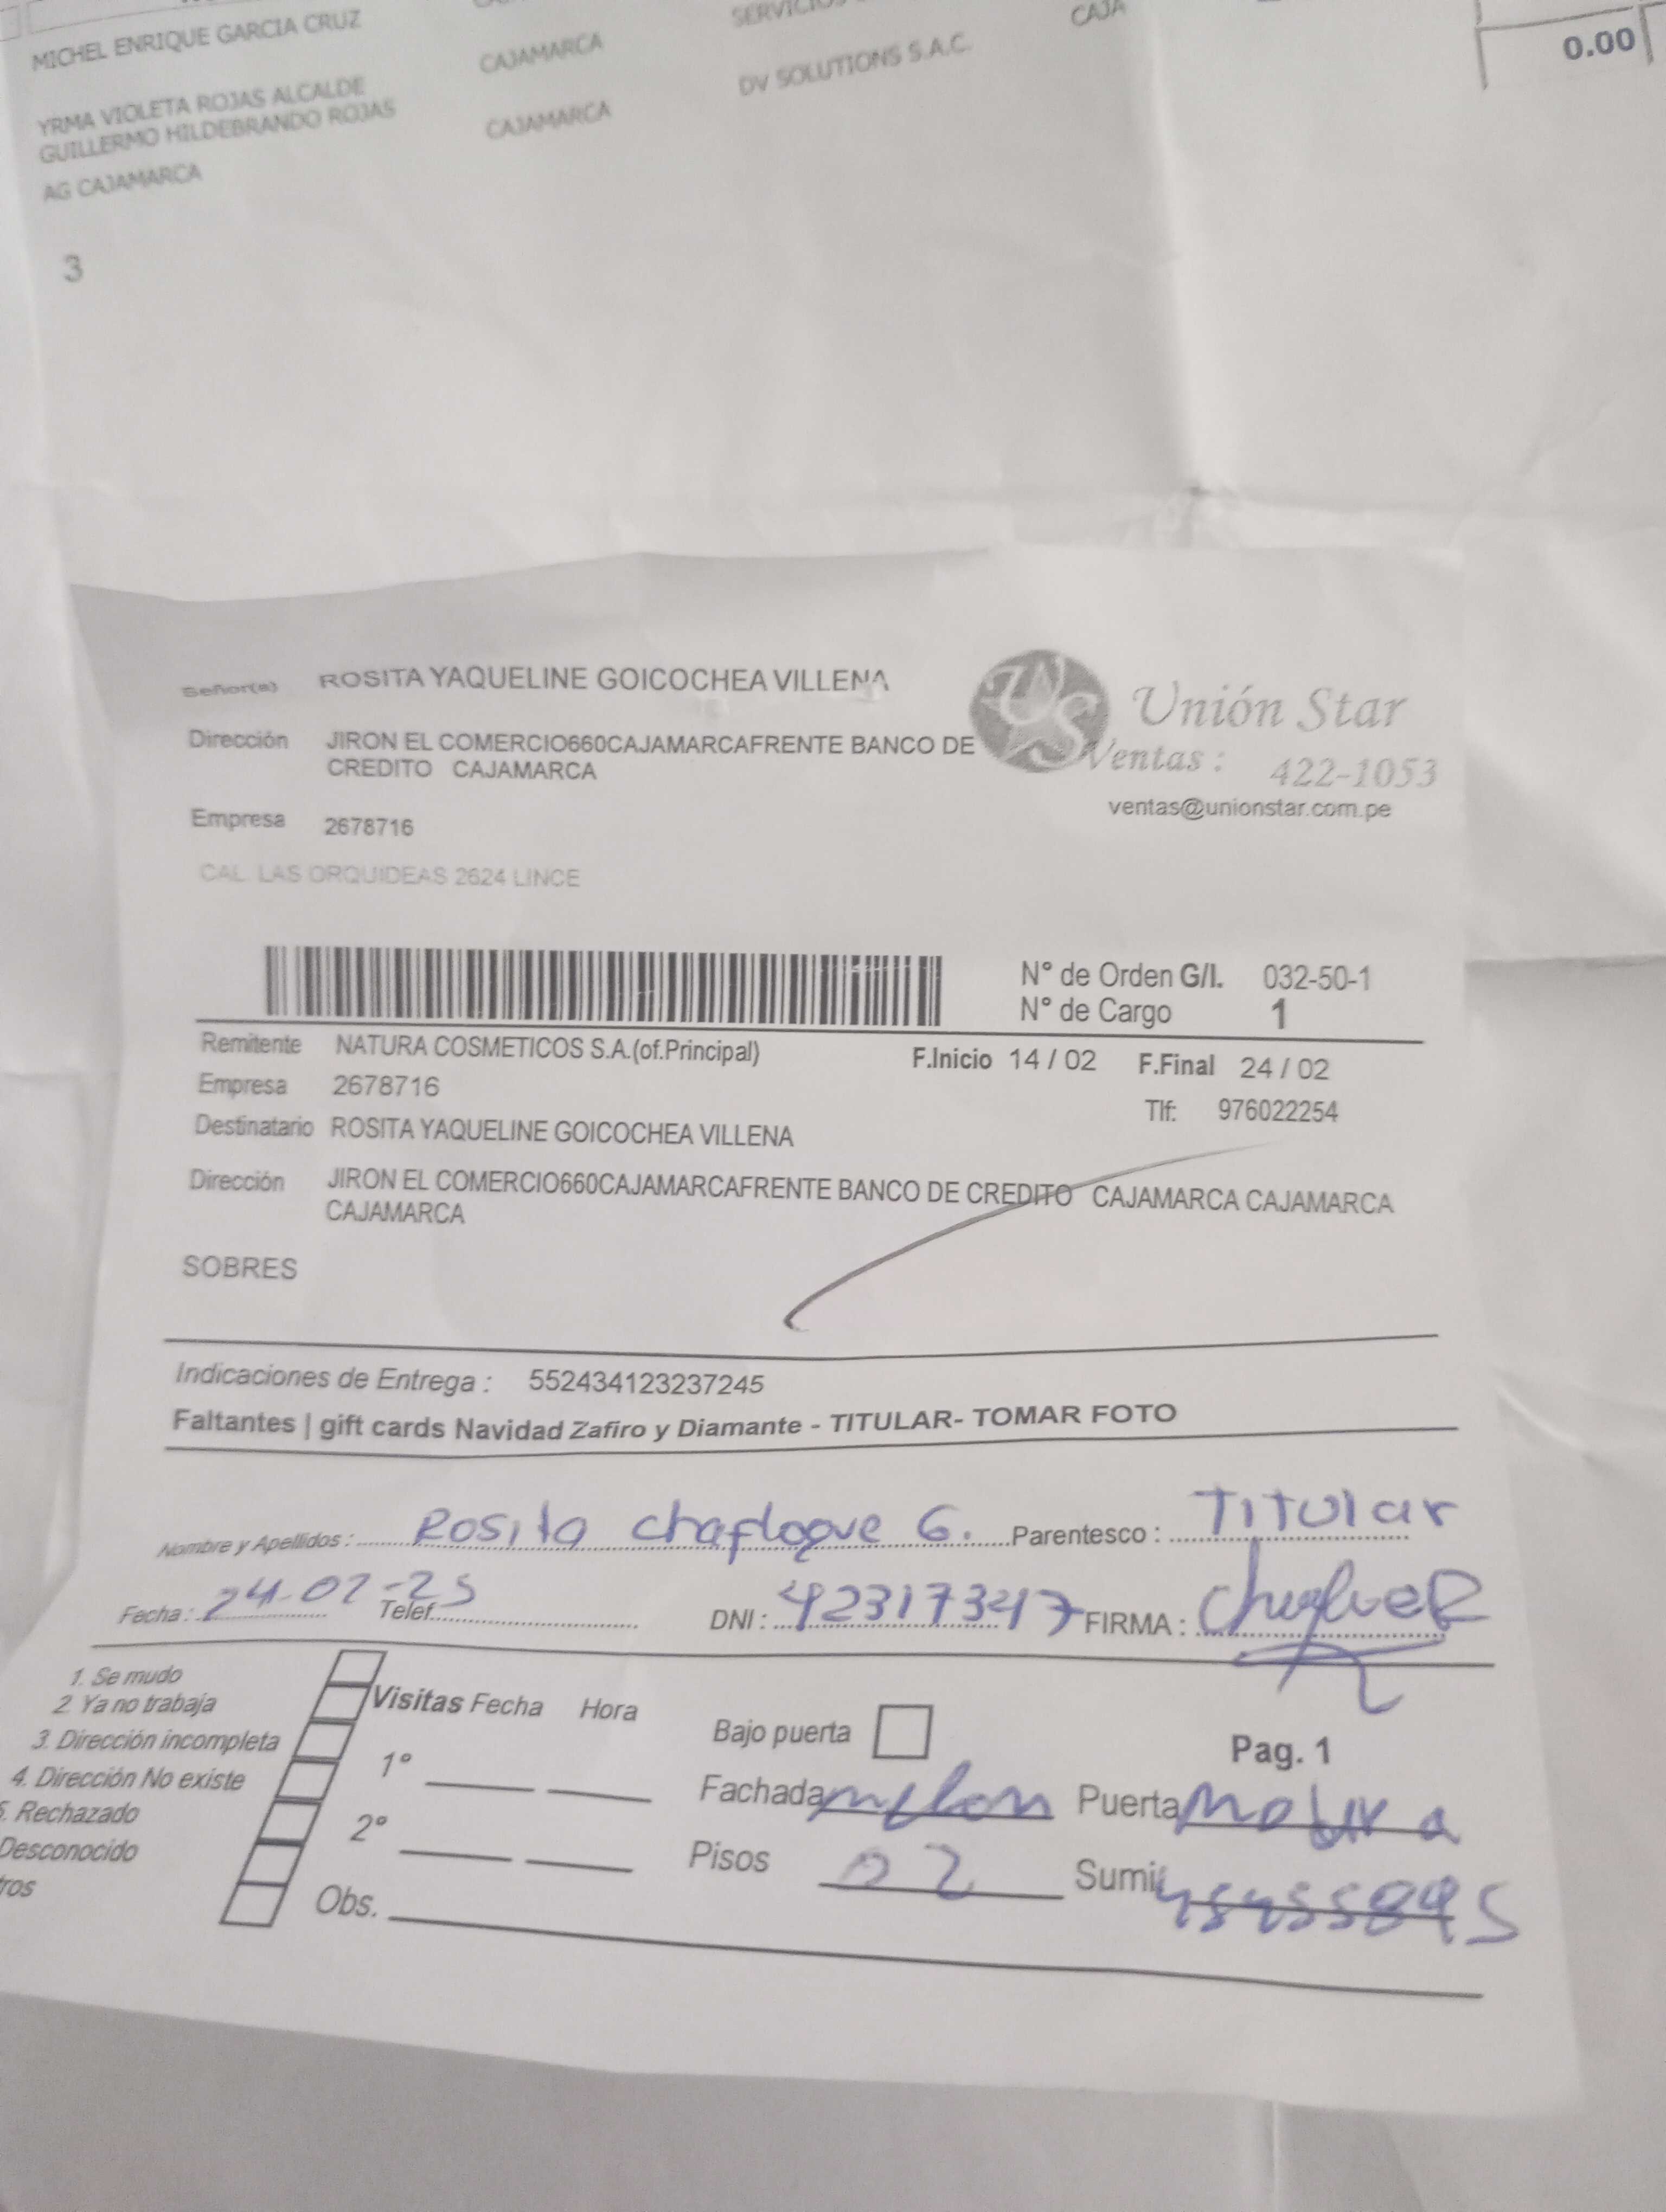 MICHEL ENRIQUE GARCIA CRUZ
CAJAMARCA
DV SOLUTIONS S.A.C.
CAJA
0.00
YRMA VIOLETA ROJAS ALCALDE
GUILLERMO HILDEBRANDO ROJAS
CAJAMARCA
AG CAJAMARCA
3
Señor(a) ROSITA YAQUELINE GOICOCHEA VILLENA
Unión Star
Dirección JIRON EL COMERCIO660CAJAMARCAFRENTE BANCO DE
CREDITO CAJAMARCA
Ventas : 422-1053
ventas@unionstar.com.pe
Empresa 2678716
CAL. LAS ORQUIDEAS 2624 LINCE
N° de Orden G/I. 032-50-1
N° de Cargo 1
Remitente NATURA COSMETICOS S.A.(of.Principal) F.Inicio 14 / 02 F.Final 24 / 02
Empresa 2678716
Tlf: 976022254
Destinatario ROSITA YAQUELINE GOICOCHEA VILLENA
Dirección JIRON EL COMERCIO660CAJAMARCAFRENTE BANCO DE CREDITO CAJAMARCA CAJAMARCA
CAJAMARCA
SOBRES
Indicaciones de Entrega : 552434123237245
Faltantes | gift cards Navidad Zafiro y Diamante - TITULAR- TOMAR FOTO
Nombre y Apellidos : Rosita Chafloque G. Parentesco : Titular
Fecha : 24-02-25 Telef. DNI : 42317347 FIRMA :
1. Se mudo
2. Ya no trabaja
3. Dirección incompleta
4. Dirección No existe
5. Rechazado
Desconocido
Visitas Fecha Hora
1°
2°
Obs.
Bajo puerta
Pag. 1
Fachada melon Puerta
Pisos 02 Sumi